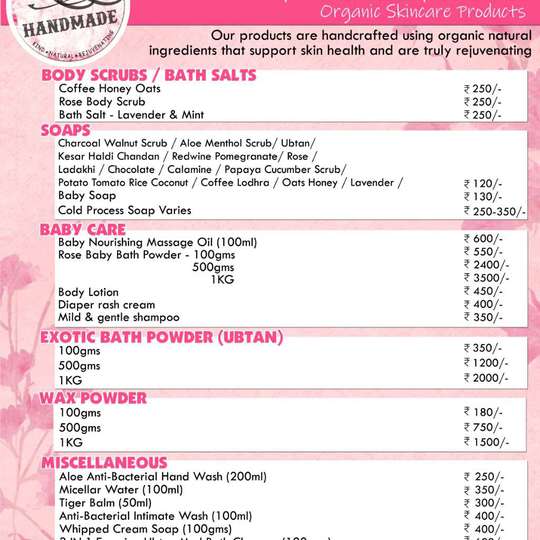 HANDMADE
KIND • NATURAL • REJUVENATING
Organic Skincare Products
Our products are handcrafted using organic natural
ingredients that support skin health and are truly rejuvenating
BODY SCRUBS / BATH SALTS
Coffee Honey Oats ₹ 250/-
Rose Body Scrub ₹ 250/-
Bath Salt - Lavender & Mint ₹ 250/-
SOAPS
Charcoal Walnut Scrub / Aloe Menthol Scrub/ Ubtan/
Kesar Haldi Chandan / Redwine Pomegranate/ Rose /
Ladakhi / Chocolate / Calamine / Papaya Cucumber Scrub/
Potato Tomato Rice Coconut / Coffee Lodhra / Oats Honey / Lavender / ₹ 120/-
Baby Soap ₹ 130/-
Cold Process Soap Varies ₹ 250-350/-
BABY CARE
Baby Nourishing Massage Oil (100ml) ₹ 600/-
Rose Baby Bath Powder - 100gms ₹ 550/-
500gms ₹ 2400/-
1KG ₹ 3500/-
Body Lotion ₹ 450/-
Diaper rash cream ₹ 400/-
Mild & gentle shampoo ₹ 350/-
EXOTIC BATH POWDER (UBTAN)
100gms ₹ 350/-
500gms ₹ 1200/-
1KG ₹ 2000/-
WAX POWDER
100gms ₹ 180/-
500gms ₹ 750/-
1KG ₹ 1500/-
MISCELLANEOUS
Aloe Anti-Bacterial Hand Wash (200ml) ₹ 250/-
Micellar Water (100ml) ₹ 350/-
Tiger Balm (50ml) ₹ 300/-
Anti-Bacterial Intimate Wash (100ml) ₹ 400/-
Whipped Cream Soap (100gms) ₹ 400/-